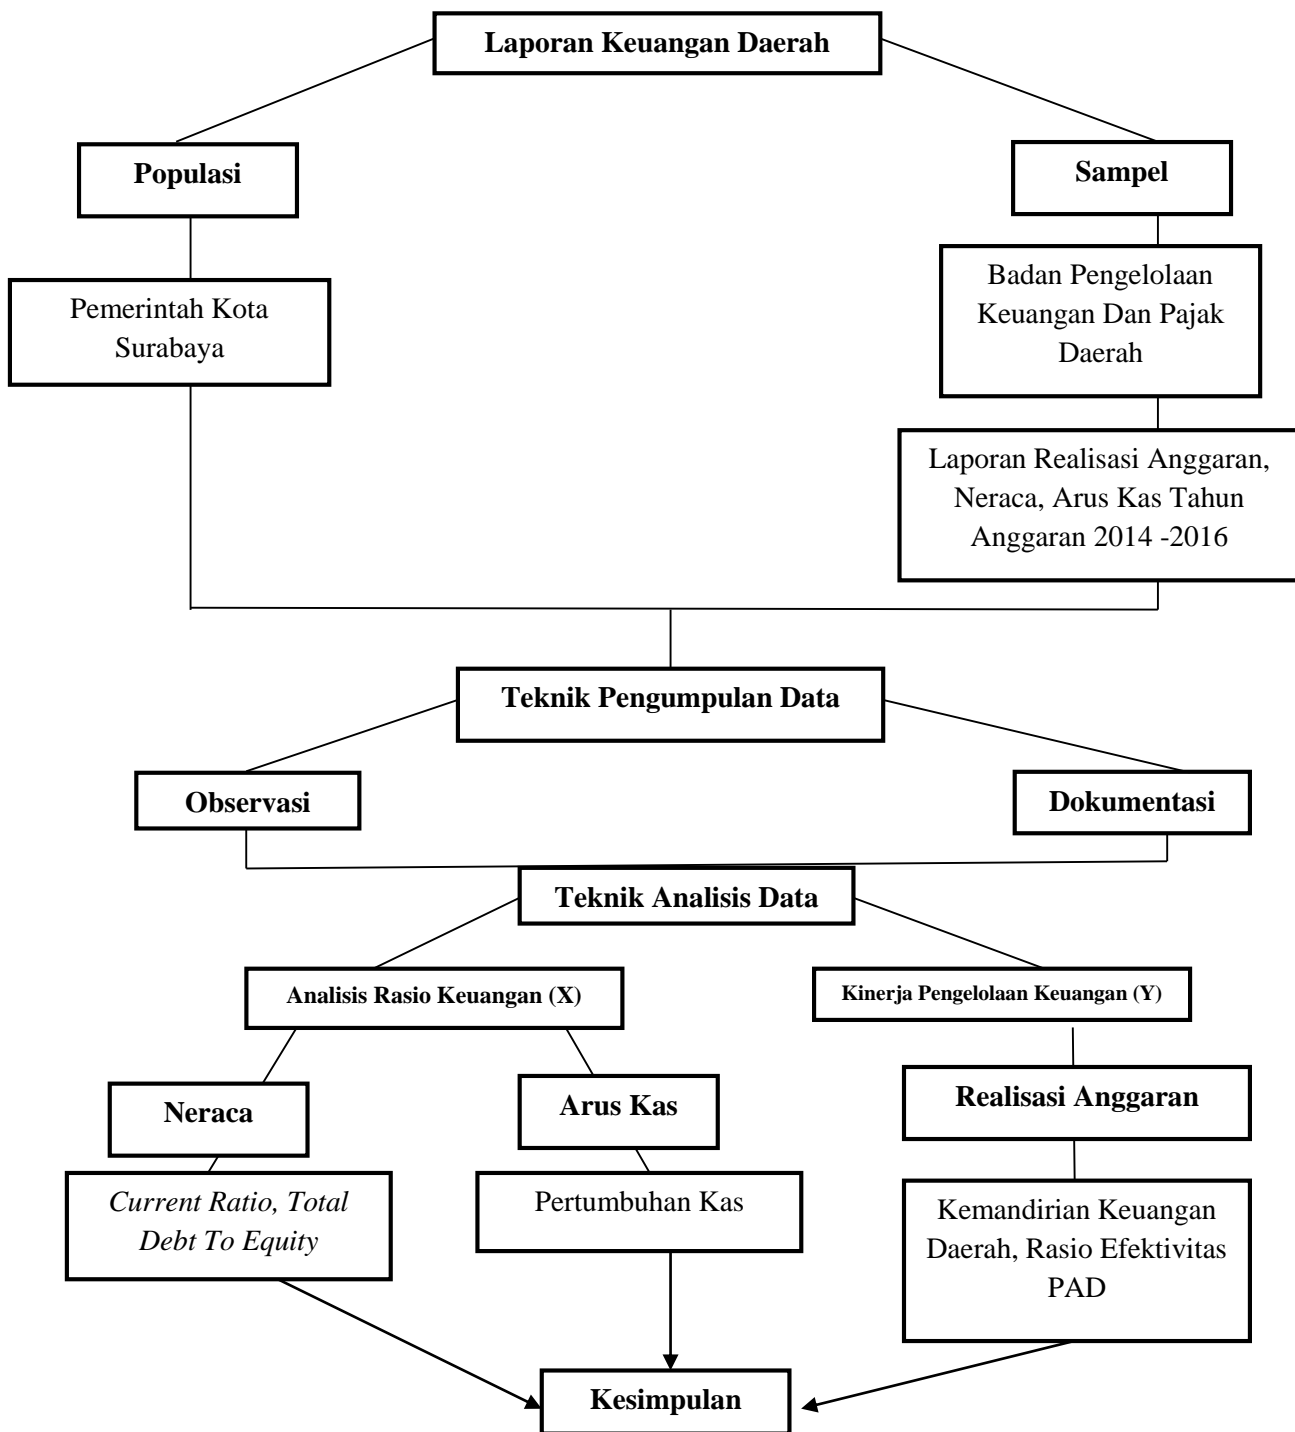 Laporan Keuangan Daerah
Populasi
Sampel
Pemerintah Kota
Surabaya
Badan Pengelolaan
Keuangan Dan Pajak
Daerah
Laporan Realisasi Anggaran,
Neraca, Arus Kas Tahun
Anggaran 2014 -2016
Teknik Pengumpulan Data
Observasi
Dokumentasi
Teknik Analisis Data
Analisis Rasio Keuangan (X)
Kinerja Pengelolaan Keuangan (Y)
Neraca
Arus Kas
Realisasi Anggaran
Current Ratio, Total
Debt To Equity
Pertumbuhan Kas
Kemandirian Keuangan
Daerah, Rasio Efektivitas
PAD
Kesimpulan